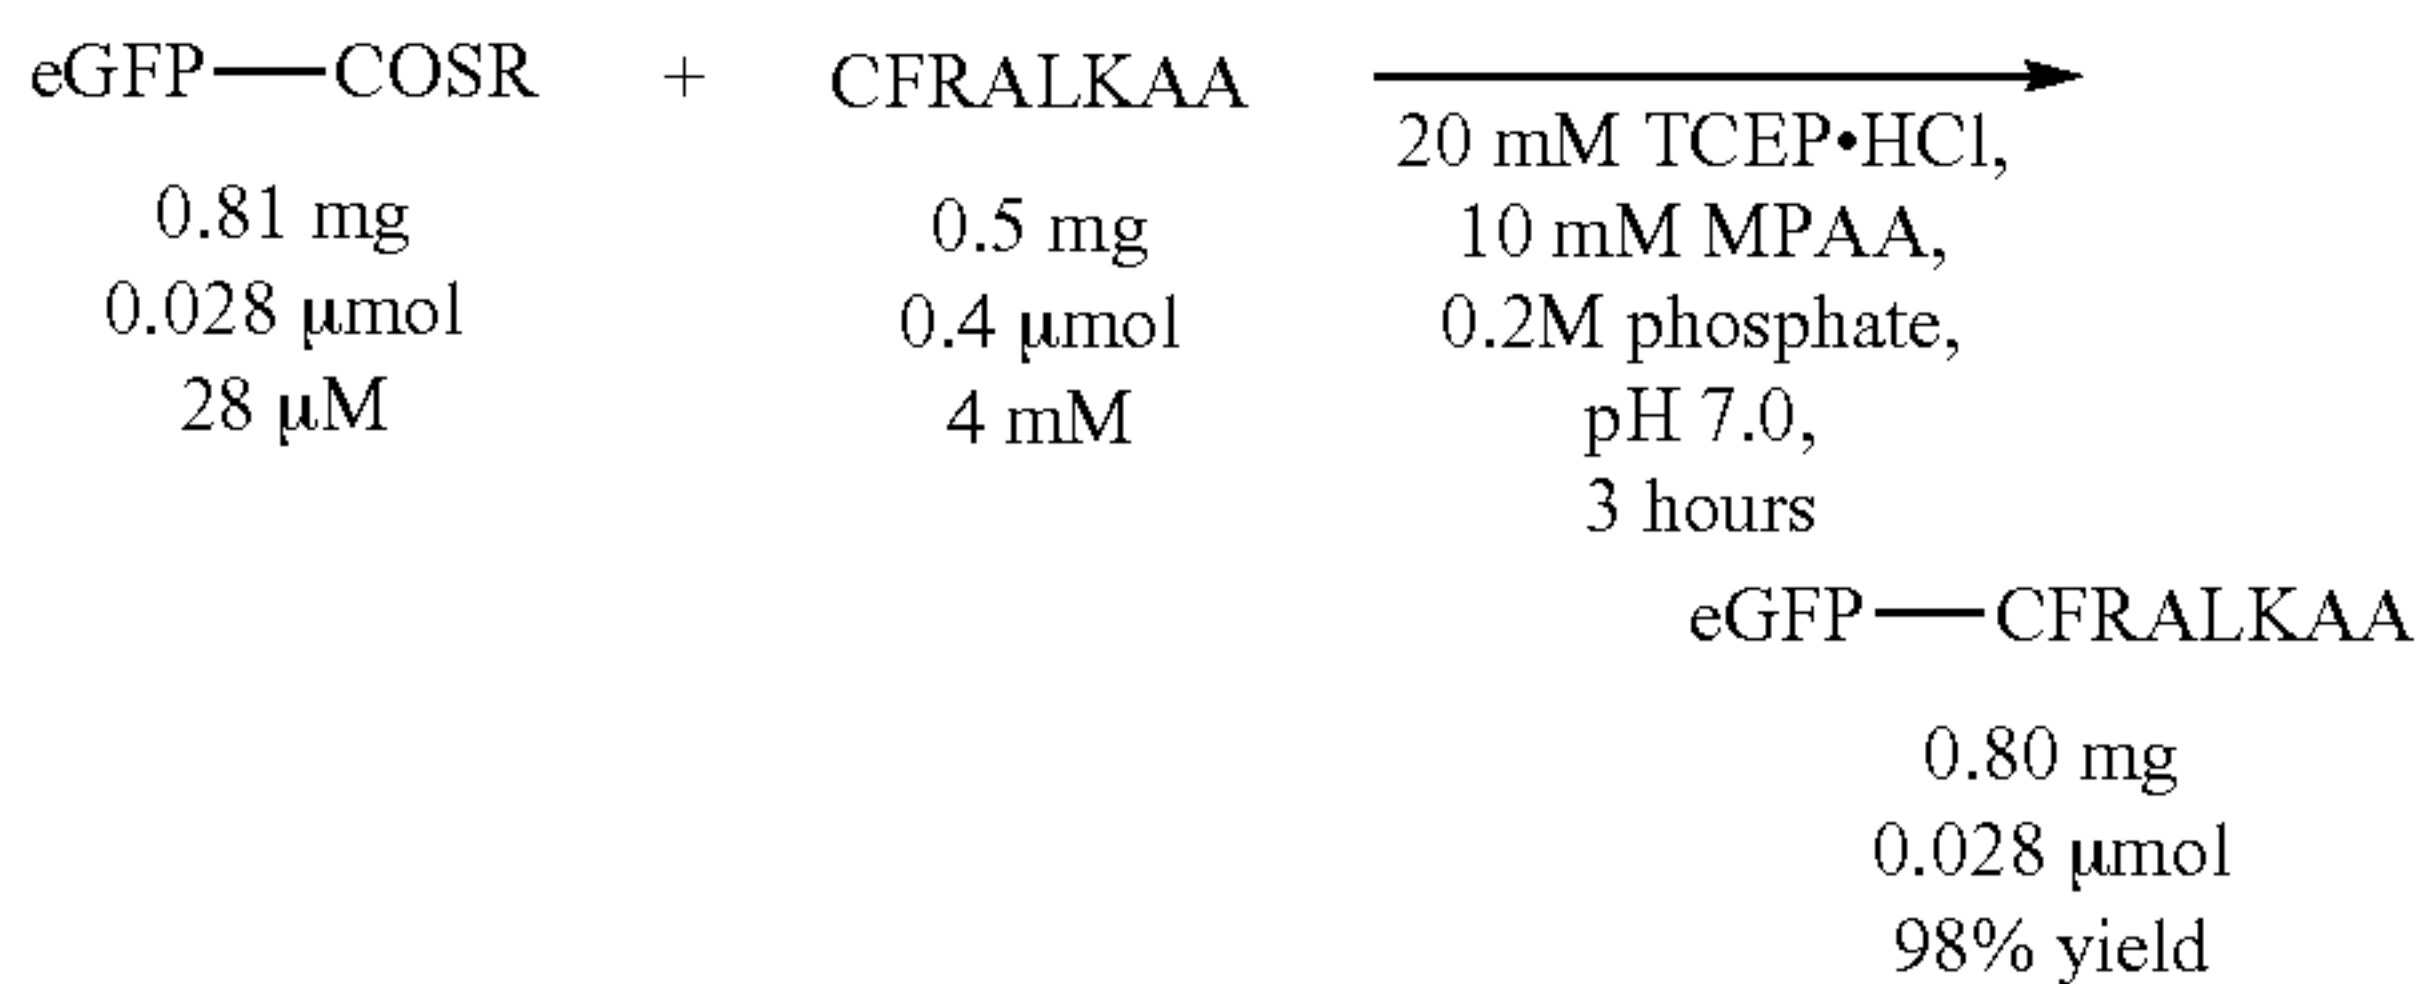 eGFP—COSR + CFRALKAA
0.81 mg
0.028 μmol
28 μM
0.5 mg
0.4 μmol
4 mM
20 mM TCEP•HCl,
10 mM MPAA,
0.2M phosphate,
pH 7.0,
3 hours
eGFP—CFRALKAA
0.80 mg
0.028 μmol
98% yield